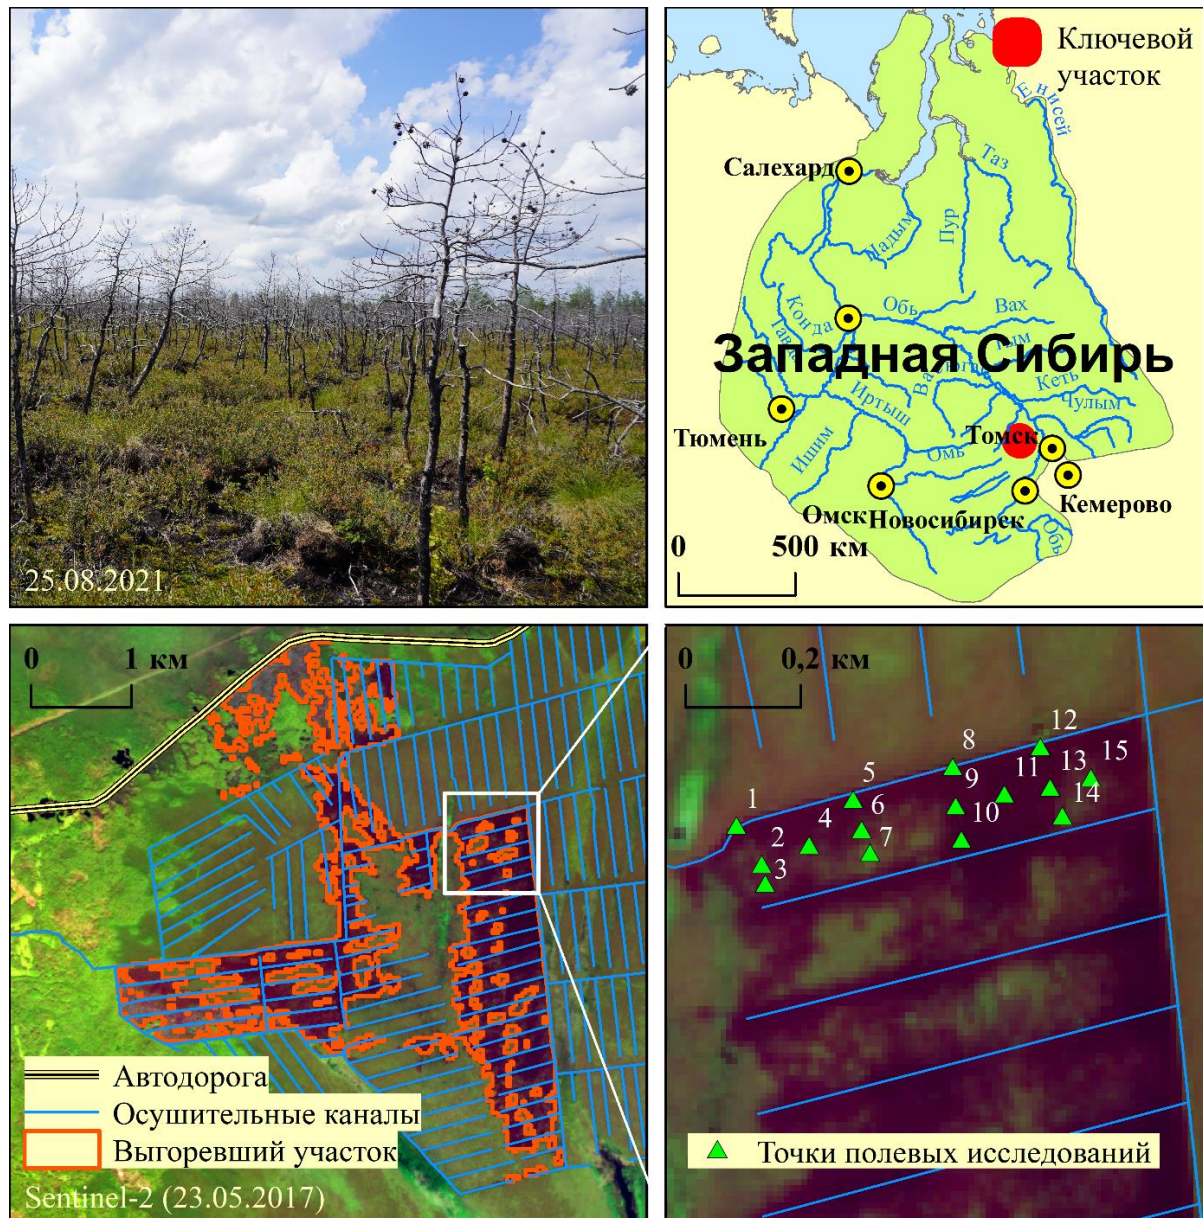 25.08.2021
Ключевой
участок
Енисей
Салехард
Таз
Надым
Пур
Обь
Вах
Конда
Западная Сибирь
Кеть
Чулым
Иртыш
Тюмень
Ишим
Томск
Омь
Омск
Новосибирск
Кемерово
Обь
0 500 км
0 1 км
Автодорога
Осушительные каналы
Выгоревший участок
Sentinel-2 (23.05.2017)
0 0,2 км
12
8
15
13
11
9
5
1
6
14
10
4
2
7
3
Точки полевых исследований